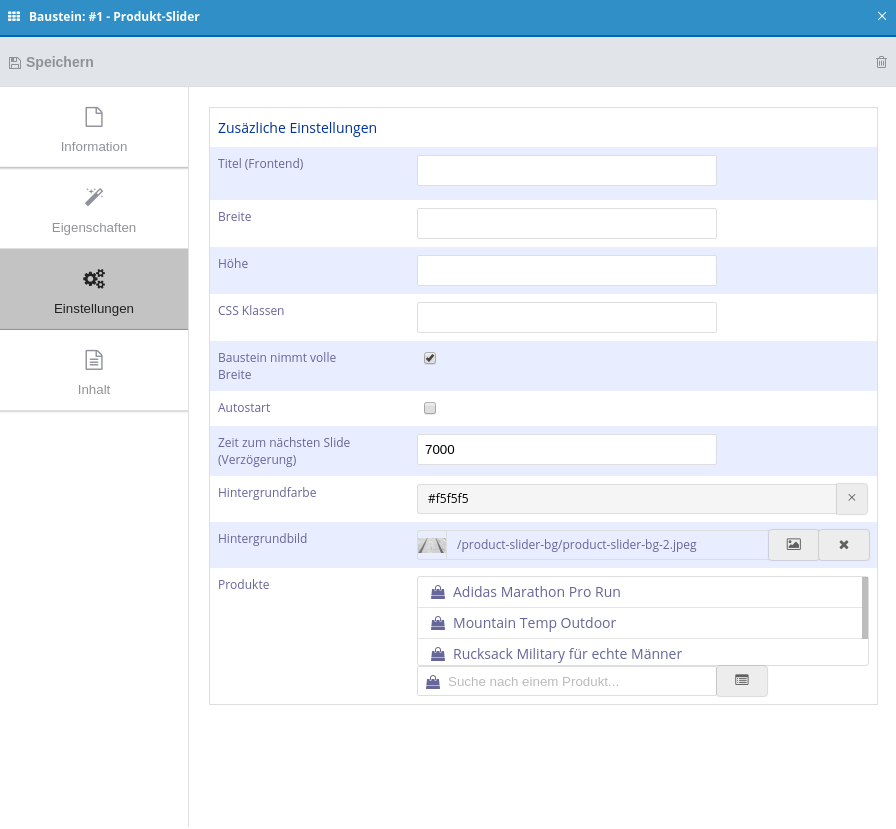 Baustein: #1 - Produkt-Slider
Speichern
Information
Eigenschaften
Einstellungen
Inhalt
Zusäzliche Einstellungen
Titel (Frontend)
Breite
Höhe
CSS Klassen
Baustein nimmt volle
Breite
Autostart
Zeit zum nächsten Slide
(Verzögerung)
7000
Hintergrundfarbe
#f5f5f5
Hintergrundbild
/product-slider-bg/product-slider-bg-2.jpeg
Produkte
Adidas Marathon Pro Run
Mountain Temp Outdoor
Rucksack Military für echte Männer
Suche nach einem Produkt...